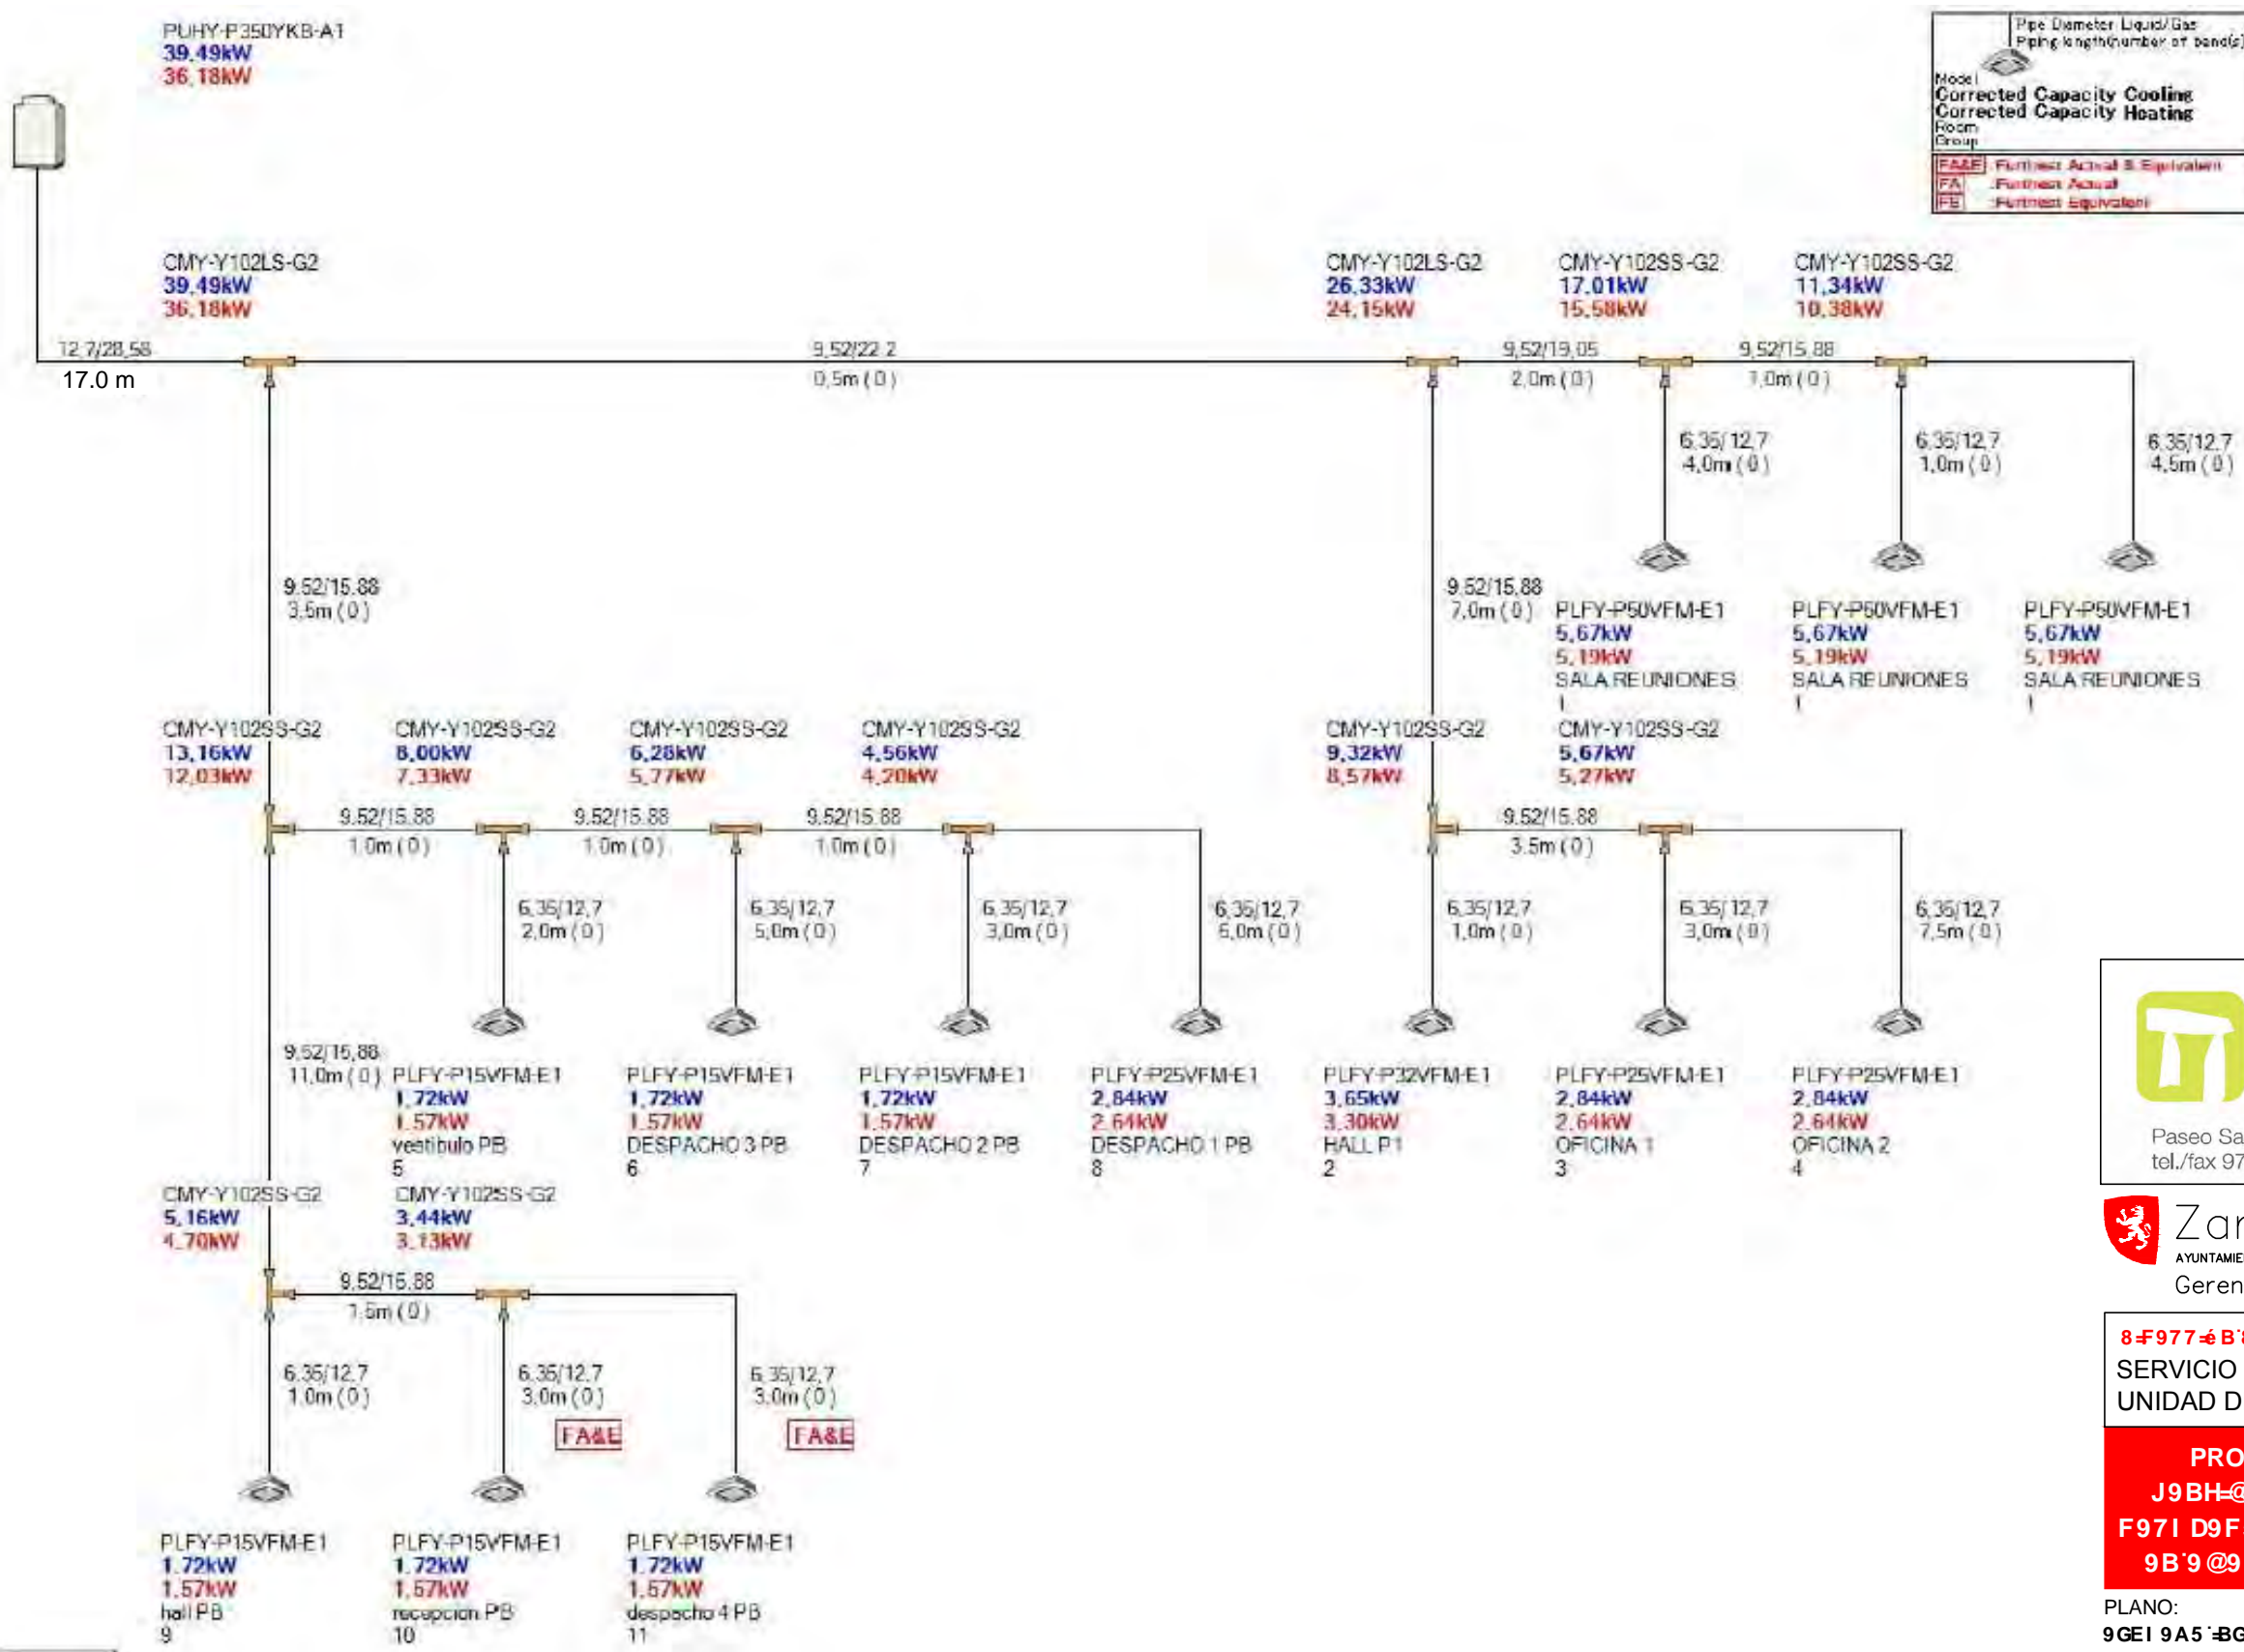 PUHY-P350YKB-A1
39.49kW
36.18kW
Pipe Diameter Liquid/Gas
Piping length(number of bend(s)
Model
Corrected Capacity Cooling
Corrected Capacity Heating
Room
Group
FA&E :Furthest Actual & Equivalent
FA :Furthest Actual
FE :Furthest Equivalent
CMY-Y102LS-G2
39.49kW
36.18kW
CMY-Y102LS-G2
26.33kW
24.15kW
CMY-Y102SS-G2
17.01kW
15.58kW
CMY-Y102SS-G2
11.34kW
10.38kW
12.7/28.58
17.0 m
9.52/22.2
0.5m(0)
9.52/19.05
2.0m(0)
9.52/15.88
1.0m(0)
6.35/12.7
4.0m(0)
6.35/12.7
1.0m(0)
6.35/12.7
4.5m(0)
9.52/15.88
3.5m(0)
9.52/15.88
7.0m(0)
PLFY-P50VFM-E1
5.67kW
5.19kW
SALA REUNIONES
1
PLFY-P50VFM-E1
5.67kW
5.19kW
SALA REUNIONES
1
PLFY-P50VFM-E1
5.67kW
5.19kW
SALA REUNIONES
1
CMY-Y102SS-G2
13.16kW
12.03kW
CMY-Y102SS-G2
8.00kW
7.33kW
CMY-Y102SS-G2
6.28kW
5.77kW
CMY-Y102SS-G2
4.56kW
4.20kW
CMY-Y102SS-G2
9.32kW
8.57kW
CMY-Y102SS-G2
5.67kW
5.27kW
9.52/15.88
1.0m(0)
9.52/15.88
1.0m(0)
9.52/15.88
1.0m(0)
9.52/15.88
3.5m(0)
6.35/12.7
2.0m(0)
6.35/12.7
5.0m(0)
6.35/12.7
3.0m(0)
6.35/12.7
6.0m(0)
6.35/12.7
1.0m(0)
6.35/12.7
3.0m(0)
6.35/12.7
7.5m(0)
9.52/15.88
11.0m(0)
PLFY-P15VFM-E1
1.72kW
1.57kW
vestibulo PB
5
PLFY-P15VFM-E1
1.72kW
1.57kW
DESPACHO 3 PB
6
PLFY-P15VFM-E1
1.72kW
1.57kW
DESPACHO 2 PB
7
PLFY-P25VFM-E1
2.84kW
2.64kW
DESPACHO 1 PB
8
PLFY-P32VFM-E1
3.65kW
3.30kW
HALL P1
2
PLFY-P25VFM-E1
2.84kW
2.64kW
OFICINA 1
3
PLFY-P25VFM-E1
2.84kW
2.64kW
OFICINA 2
4
CMY-Y102SS-G2
5.16kW
4.70kW
CMY-Y102SS-G2
3.44kW
3.13kW
9.52/15.88
1.5m(0)
6.35/12.7
1.0m(0)
6.35/12.7
3.0m(0)
FA&E
6.35/12.7
3.0m(0)
FA&E
PLFY-P15VFM-E1
1.72kW
1.57kW
hall PB
9
PLFY-P15VFM-E1
1.72kW
1.57kW
recepcion PB
10
PLFY-P15VFM-E1
1.72kW
1.57kW
despacho 4 PB
11
Paseo Sa
tel./fax 97
Zar
AYUNTAMIE
Geren
8=F977=é B'8
SERVICIO
UNIDAD D
PRO
J9BH=@
F97I D9F
9B'9@9
PLANO:
9GEI 9A5'=BG